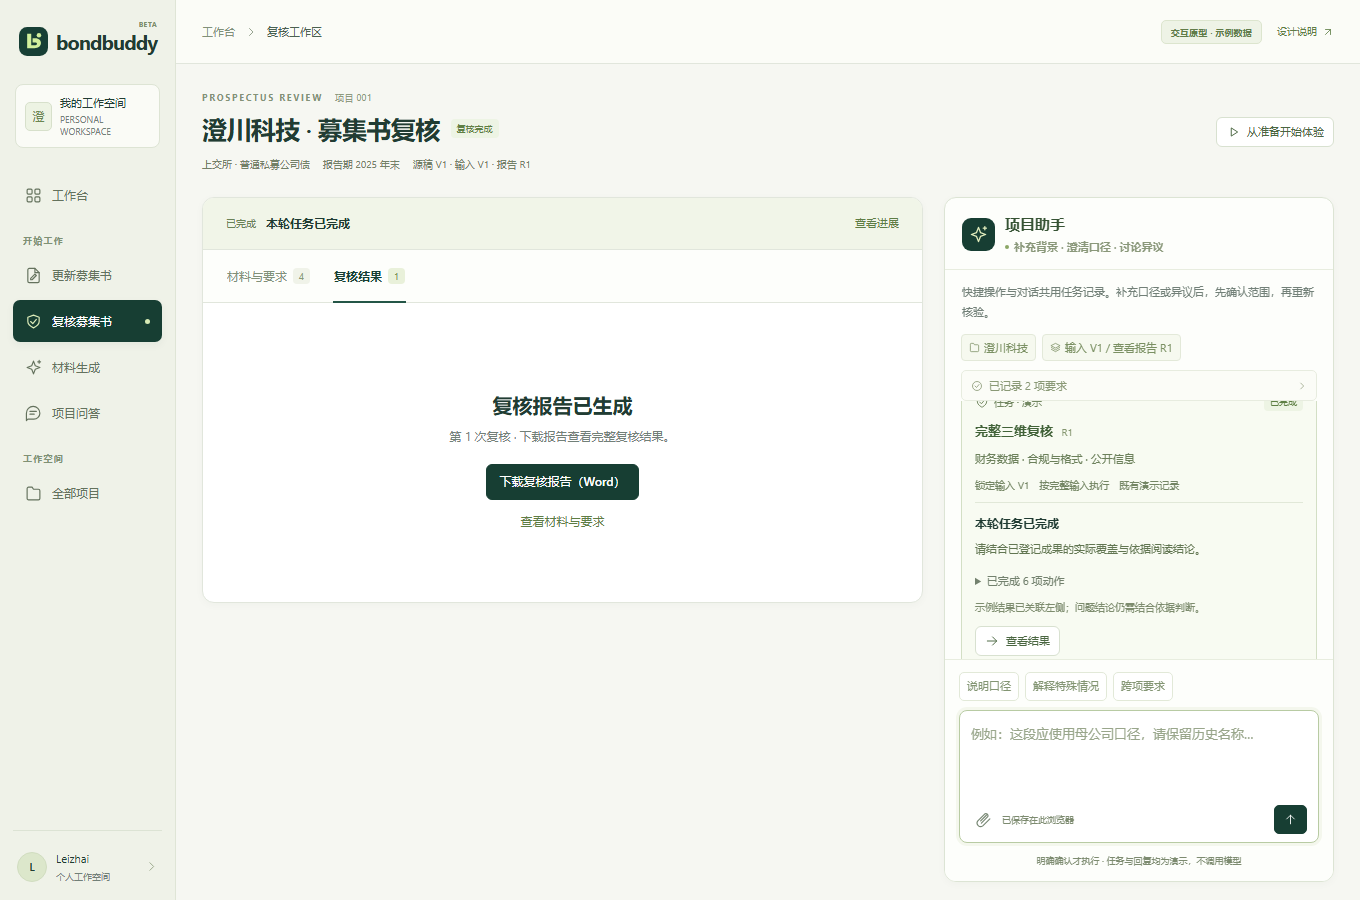 BETA
bondbuddy
澄
我的工作空间
PERSONAL
WORKSPACE
工作台
开始工作
更新募集书
复核募集书
材料生成
项目问答
工作空间
全部项目
L
Leizhai
个人工作空间
工作台
复核工作区
交互原型 · 示例数据
设计说明
PROSPECTUS REVIEW 项目 001
澄川科技 · 募集书复核
复核完成
上交所 · 普通私募公司债 报告期 2025 年末 源稿 V1 · 输入 V1 · 报告 R1
从准备开始体验
已完成 本轮任务已完成
查看进展
材料与要求 4
复核结果 1
复核报告已生成
第 1 次复核 · 下载报告查看完整复核结果。
下载复核报告（Word）
查看材料与要求
项目助手
补充背景 · 澄清口径 · 讨论异议
快捷操作与对话共用任务记录。补充口径或异议后，先确认范围，再重新
核验。
澄川科技
输入 V1 / 查看报告 R1
已记录 2 项要求
任务 · 演示
已完成
完整三维复核 R1
财务数据 · 合规与格式 · 公开信息
锁定输入 V1 按完整输入执行 既有演示记录
本轮任务已完成
请结合已登记成果的实际覆盖与依据阅读结论。
已完成 6 项动作
示例结果已关联左侧；问题结论仍需结合依据判断。
查看结果
说明口径
解释特殊情况
跨项要求
例如：这段应使用母公司口径，请保留历史名称...
已保存在此浏览器
明确确认才执行 · 任务与回复均为演示，不调用模型